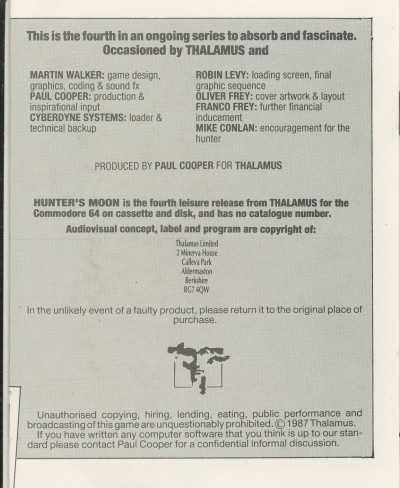 This is the fourth in an ongoing series to absorb and fascinate.
Occasioned by THALAMUS and
MARTIN WALKER: game design,
graphics, coding & sound fx
PAUL COOPER: production &
inspirational input
CYBERDYNE SYSTEMS: loader &
technical backup
ROBIN LEVY: loading screen, final
graphic sequence
OLIVER FREY: cover artwork & layout
FRANCO FREY: further financial
inducement
MIKE CONLAN: encouragement for the
hunter
PRODUCED BY PAUL COOPER FOR THALAMUS
HUNTER'S MOON is the fourth leisure release from THALAMUS for the
Commodore 64 on cassette and disk, and has no catalogue number.
Audiovisual concept, label and program are copyright of:
Thalamus Limited
2 Minerva House
Calleva Park
Aldermaston
Berkshire
RG7 4QW
In the unlikely event of a faulty product, please return it to the original place of
purchase.
Unauthorised copying, hiring, lending, eating, public performance and
broadcasting of this game are unquestionably prohibited. © 1987 Thalamus.
If you have written any computer software that you think is up to our stan-
dard please contact Paul Cooper for a confidential informal discussion.